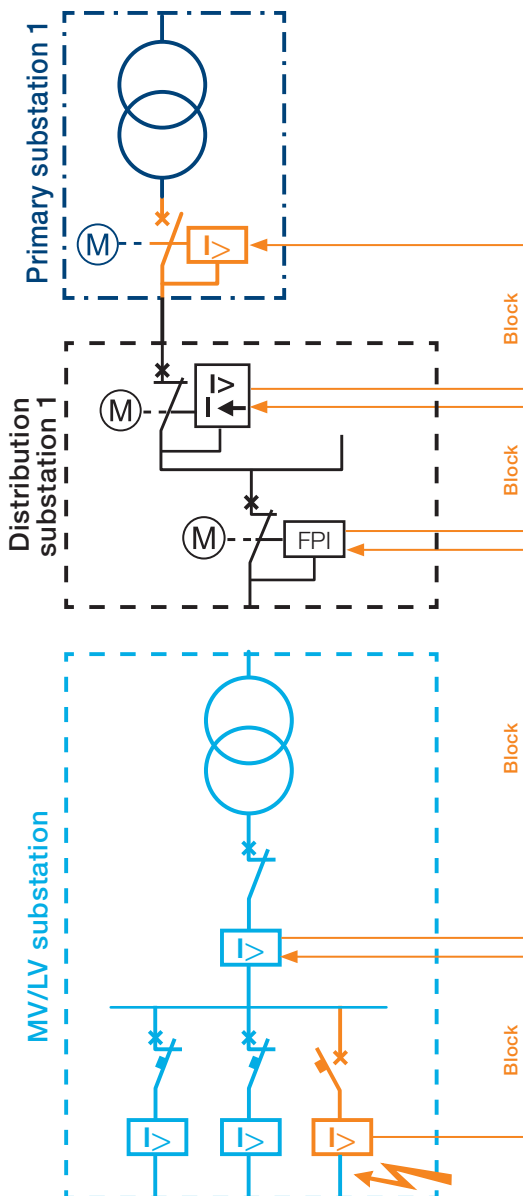 Primary substation 1
M
I>
Block
Distribution
substation 1
M
I>
Block
M
FPI
Block
MV/LV substation
I>
Block
I>
I>
I>